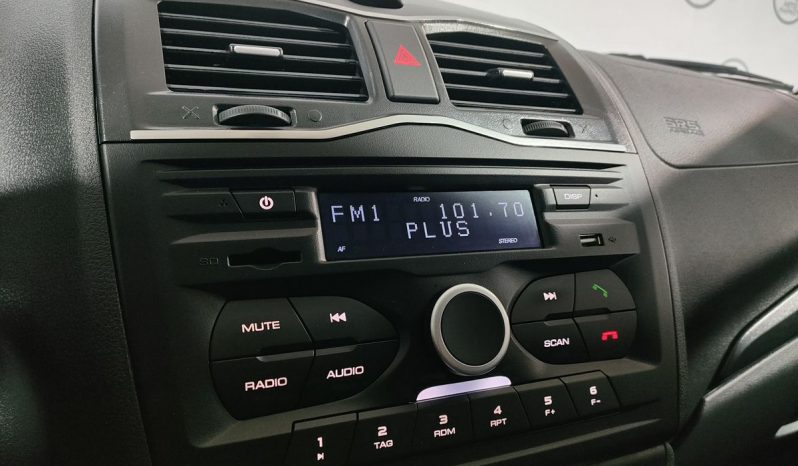 SRS
AIRBAG
RADIO
DISP
FM1 101.70
PLUS
AF STEREO
SD
MUTE
SCAN
RADIO AUDIO
1 2 3 4 5 6
TAG RDM RPT F+ F-